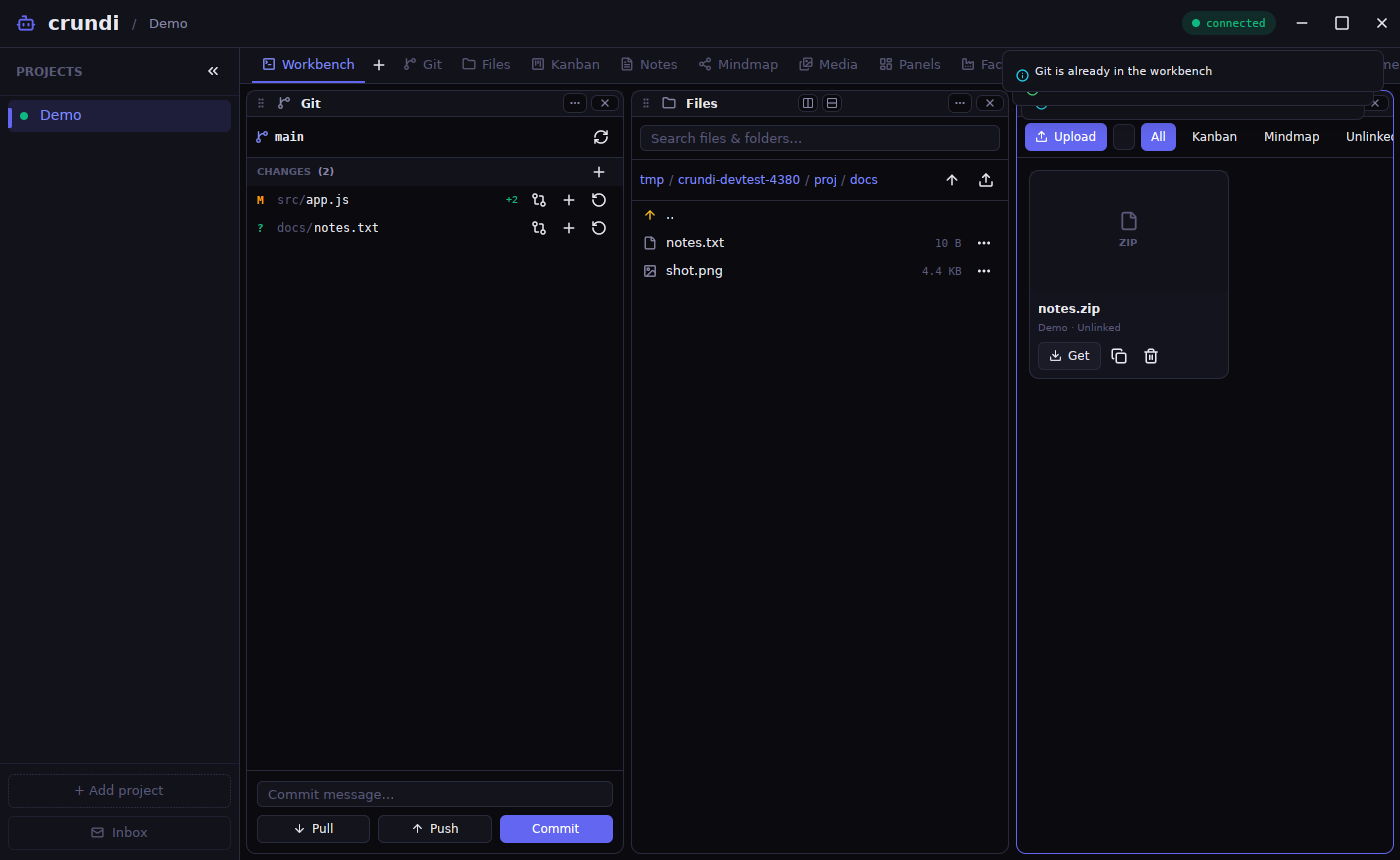 crundi / Demo
connected
PROJECTS
Demo
+ Add project
Inbox
Workbench
Git
Files
Kanban
Notes
Mindmap
Media
Panels
Fac
me
Git is already in the workbench
Git
main
CHANGES (2)
M src/app.js +2
? docs/notes.txt
Commit message...
Pull
Push
Commit
Files
Search files & folders...
tmp / crundi-devtest-4380 / proj / docs
..
notes.txt 10 B
shot.png 4.4 KB
Upload
All
Kanban
Mindmap
Unlinked
ZIP
notes.zip
Demo · Unlinked
Get